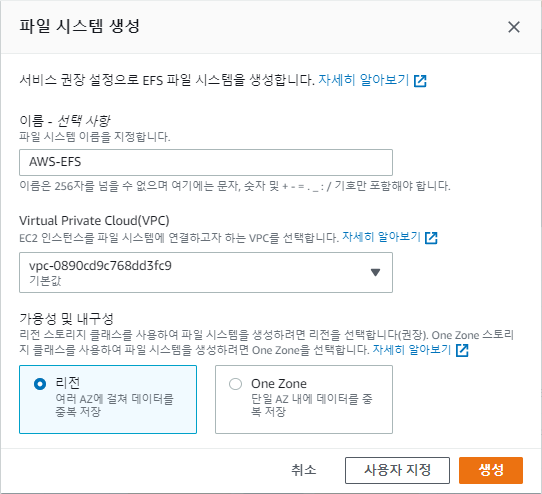 파일 시스템 생성
서비스 권장 설정으로 EFS 파일 시스템을 생성합니다. 자세히 알아보기
이름 - 선택 사항
파일 시스템 이름을 지정합니다.
AWS-EFS
이름은 256자를 넘을 수 없으며 여기에는 문자, 숫자 및 + - = . _ : / 기호만 포함해야 합니다.
Virtual Private Cloud(VPC)
EC2 인스턴스를 파일 시스템에 연결하고자 하는 VPC를 선택합니다. 자세히 알아보기
vpc-0890cd9c768dd3fc9
기본값
가용성 및 내구성
리전 스토리지 클래스를 사용하여 파일 시스템을 생성하려면 리전을 선택합니다(권장). One Zone 스토리
지 클래스를 사용하여 파일 시스템을 생성하려면 One Zone을 선택합니다. 자세히 알아보기
리전
여러 AZ에 걸쳐 데이터를
중복 저장
One Zone
단일 AZ 내에 데이터를 중
복 저장
취소
사용자 지정
생성